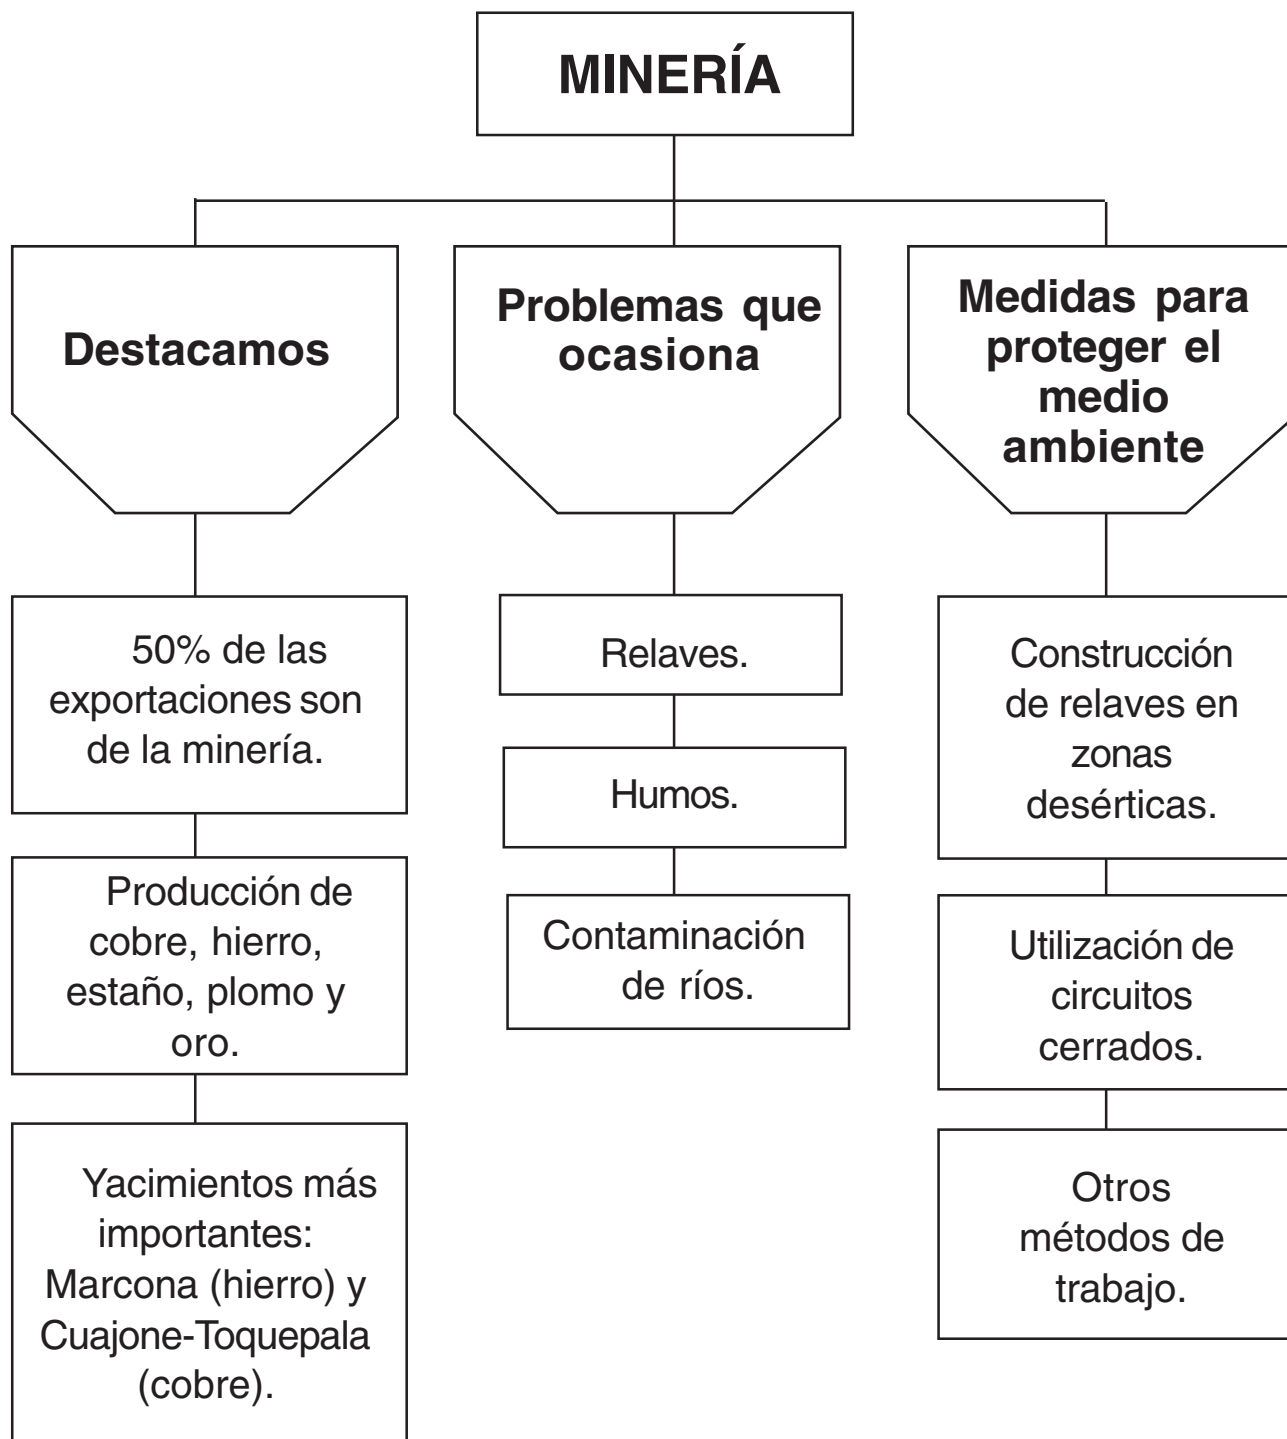 MINERÍA
Destacamos
50% de las
exportaciones son
de la minería.
Producción de
cobre, hierro,
estaño, plomo y
oro.
Yacimientos más
importantes:
Marcona (hierro) y
Cuajone-Toquepala
(cobre).
Problemas que
ocasiona
Relaves.
Humos.
Contaminación
de ríos.
Medidas para
proteger el
medio
ambiente
Construcción
de relaves en
zonas
desérticas.
Utilización de
circuitos
cerrados.
Otros
métodos de
trabajo.